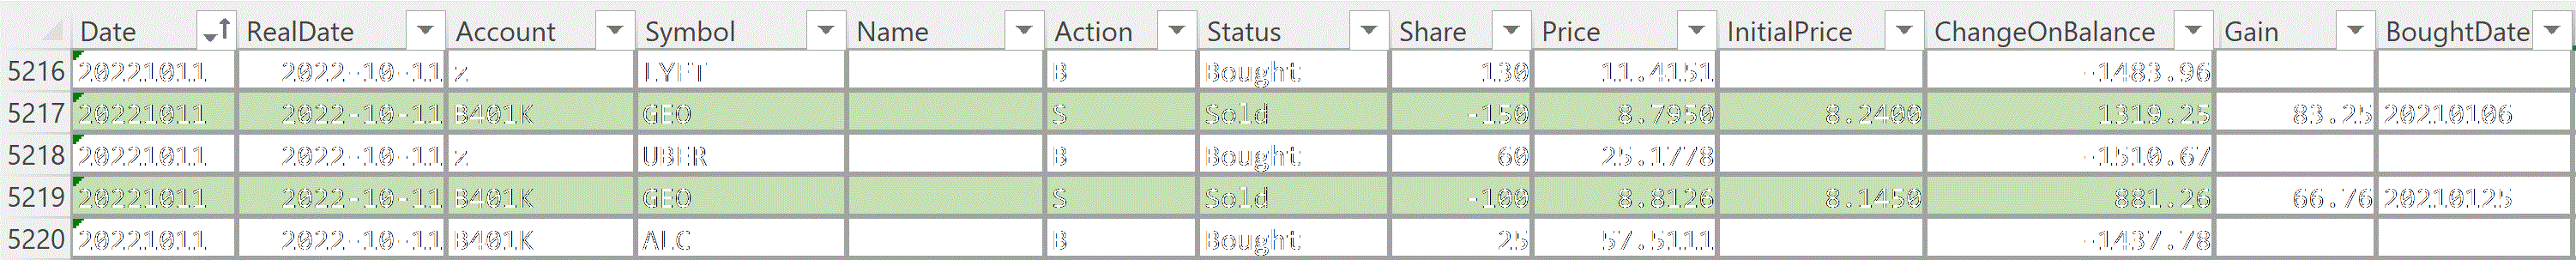 Date RealDate Account Symbol Name Action Status Share Price InitialPrice ChangeOnBalance Gain BoughtDate
5216 20221011 2022-10-11 z LYFT B Bought 130 11.4151 -1483.96
5217 20221011 2022-10-11 B401K GEO S Sold -150 8.7950 8.2400 1319.25 83.25 20210106
5218 20221011 2022-10-11 z UBER B Bought 60 25.1778 -1510.67
5219 20221011 2022-10-11 B401K GEO S Sold -100 8.8126 8.1450 881.26 66.76 20210125
5220 20221011 2022-10-11 B401K ALC B Bought 25 57.5111 -1437.78